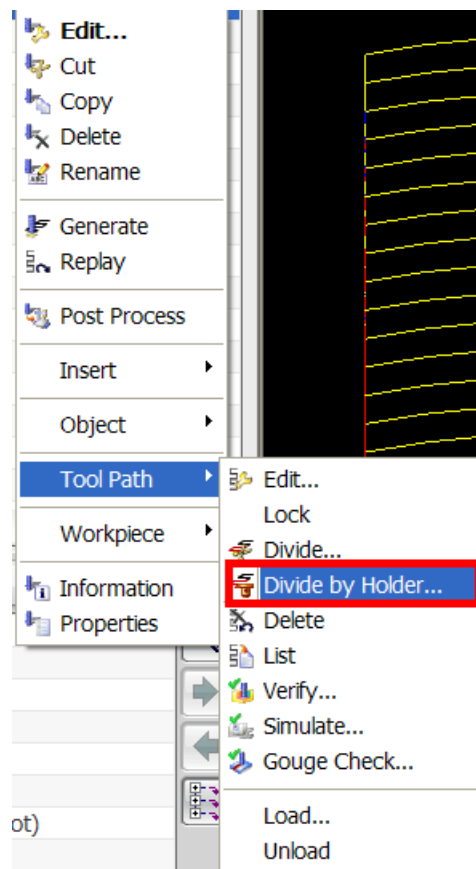 Edit...
Cut
Copy
Delete
Rename
Generate
Replay
Post Process
Insert
Object
Tool Path
Workpiece
Information
Properties
Edit...
Lock
Divide...
Divide by Holder...
Delete
List
Verify...
Simulate...
Gouge Check...
Load...
Unload
ot)